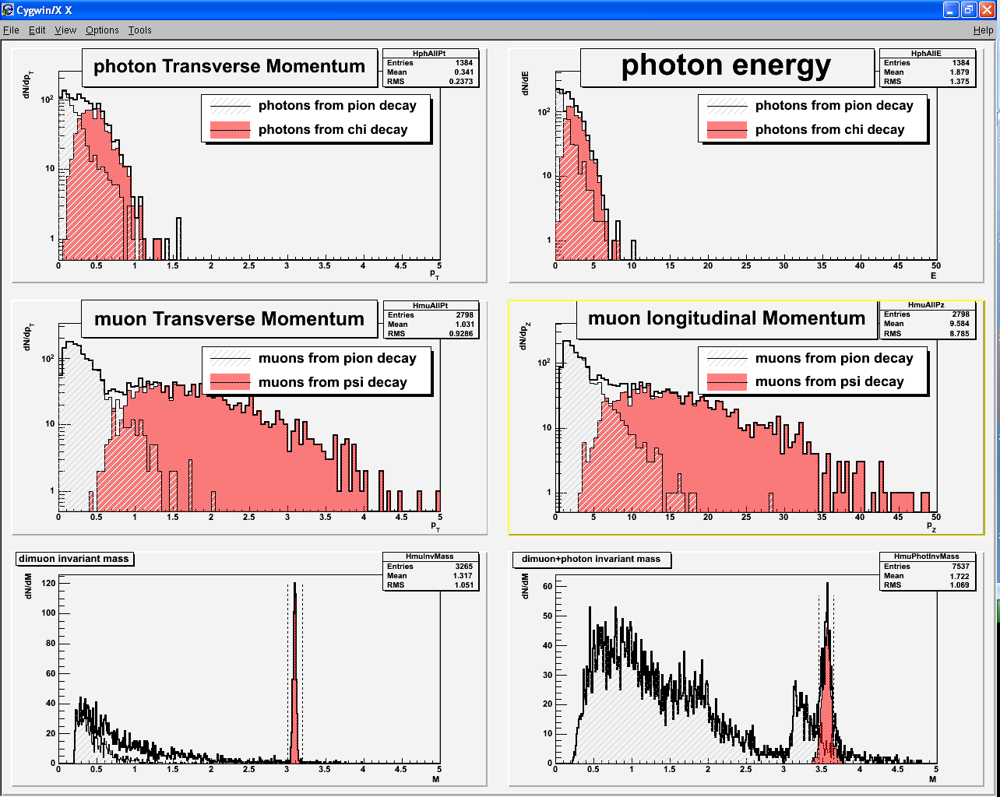 Cygwin/X X
File Edit View Options Tools Help
photon Transverse Momentum
HphAllPt
Entries 1384
Mean 0.341
RMS 0.2373
dN/dpT
photons from pion decay
photons from chi decay
10²
10
1
0 0.5 1 1.5 2 2.5 3 3.5 4 4.5 5
pT
photon energy
HphAllE
Entries 1384
Mean 1.879
RMS 1.375
dN/dE
photons from pion decay
photons from chi decay
10²
10
1
0 5 10 15 20 25 30 35 40 45 50
E
muon Transverse Momentum
HmuAllPt
Entries 2798
Mean 1.031
RMS 0.9286
dN/dpT
muons from pion decay
muons from psi decay
10²
10
1
0 0.5 1 1.5 2 2.5 3 3.5 4 4.5 5
pT
muon longitudinal Momentum
HmuAllPz
Entries 2798
Mean 9.584
RMS 8.785
dN/dpZ
muons from pion decay
muons from psi decay
10²
10
1
0 5 10 15 20 25 30 35 40 45 50
pZ
dimuon invariant mass
HmuInvMass
Entries 3265
Mean 1.317
RMS 1.051
dN/dM
120
100
80
60
40
20
0
0 0.5 1 1.5 2 2.5 3 3.5 4 4.5 5
M
dimuon+photon invariant mass
HmuPhotInvMass
Entries 7537
Mean 1.722
RMS 1.069
dN/dM
60
50
40
30
20
10
0
0 0.5 1 1.5 2 2.5 3 3.5 4 4.5 5
M